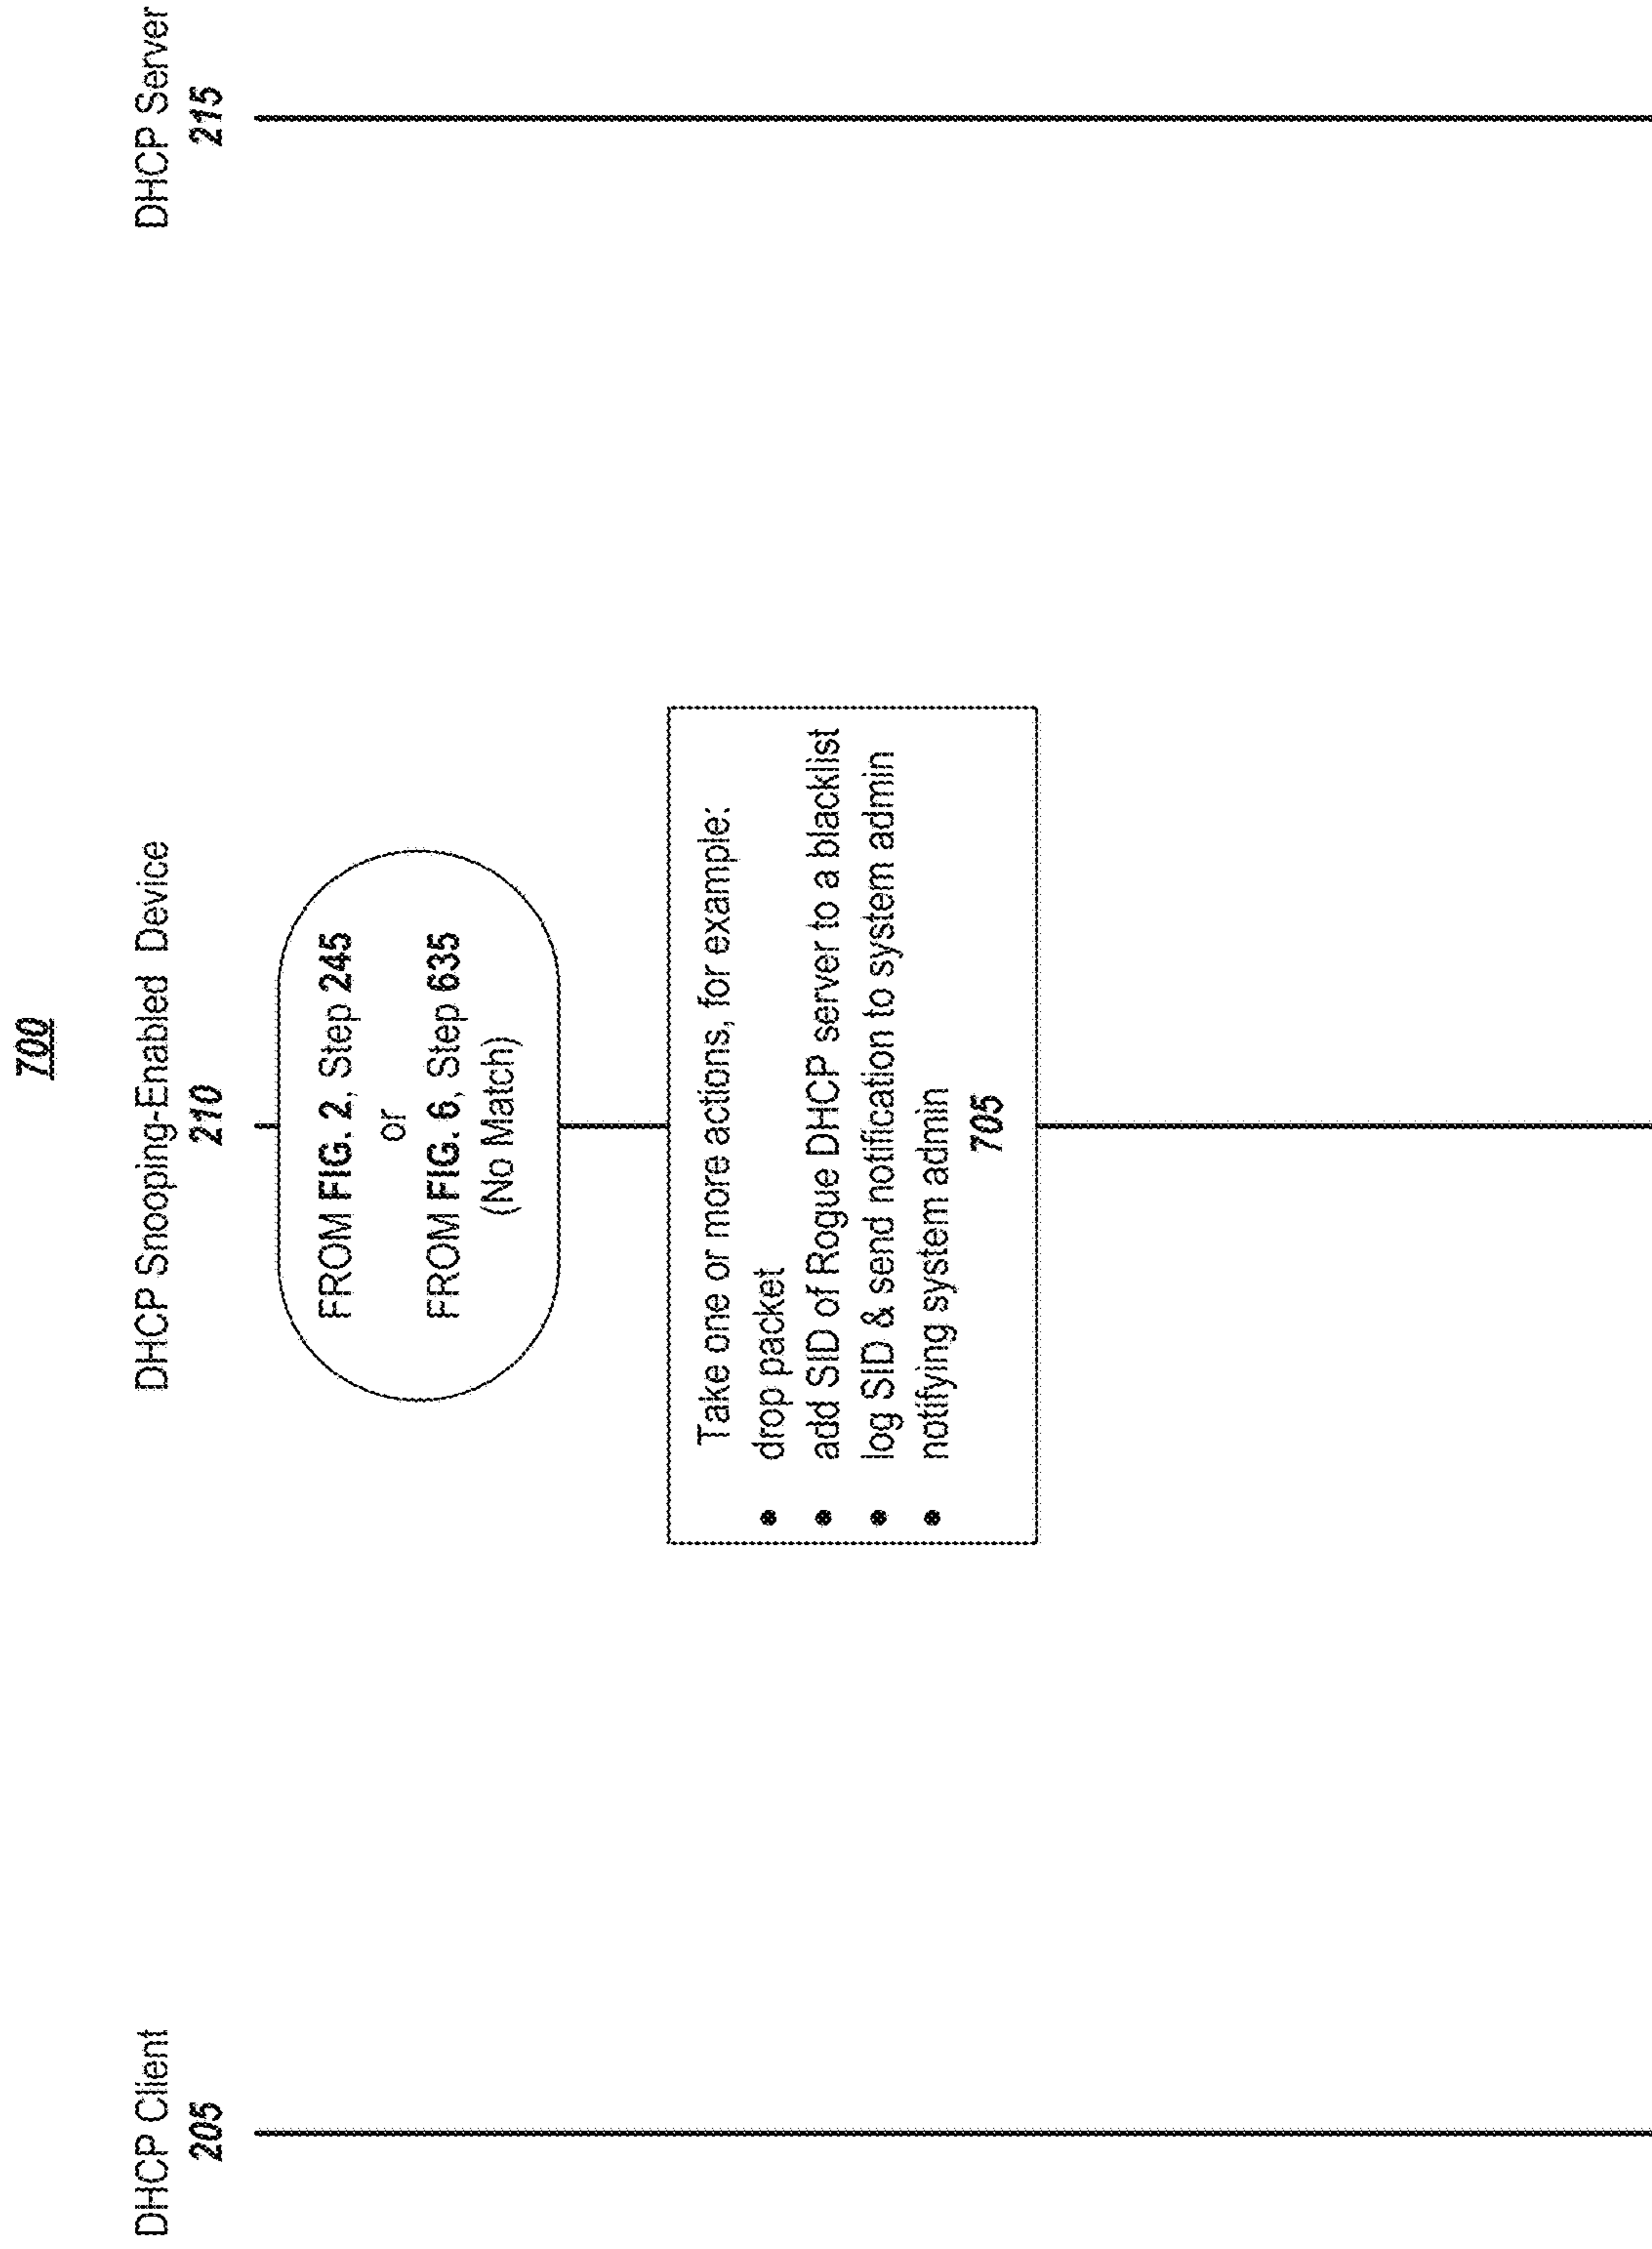 700
DHCP Client
205
DHCP Snooping-Enabled Device
210
DHCP Server
215
FROM FIG. 2, Step 245
or
FROM FIG. 6, Step 635
(No Match)
Take one or more actions, for example:
• drop packet
• add SID of Rogue DHCP server to a blacklist
• log SID & send notification to system admin
• notifying system admin
705